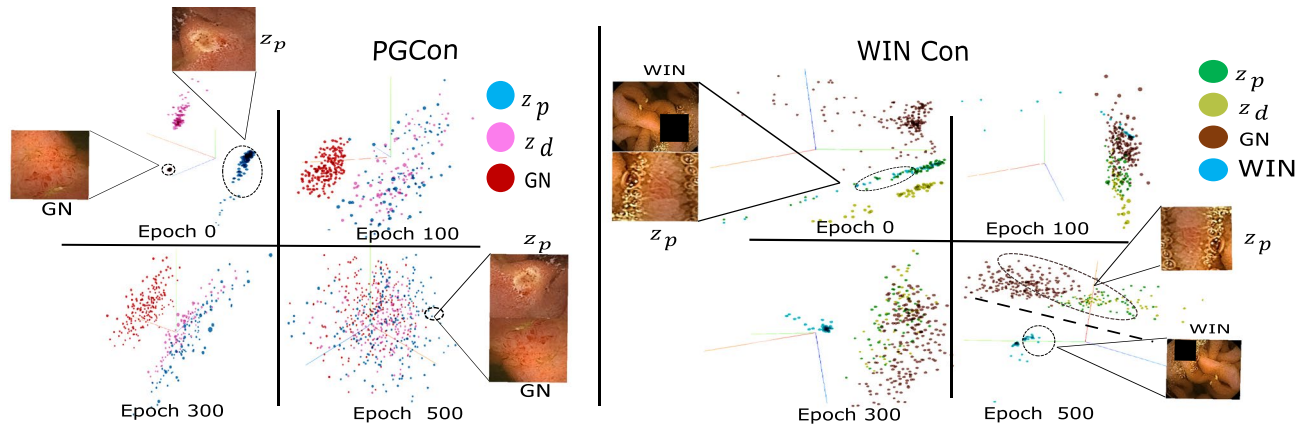 PGCon
z_p
z_p
z_d
GN
GN
Epoch 0
Epoch 100
z_p
GN
Epoch 300
Epoch 500
WIN Con
WIN
z_p
z_d
GN
WIN
z_p
Epoch 0
Epoch 100
z_p
WIN
Epoch 300
Epoch 500